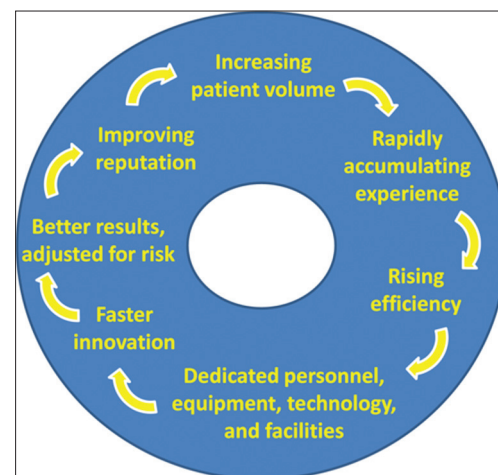 Increasing
patient volume
Rapidly
accumulating
experience
Rising
efficiency
Dedicated personnel,
equipment, technology,
and facilities
Faster
innovation
Better results,
adjusted for risk
Improving
reputation